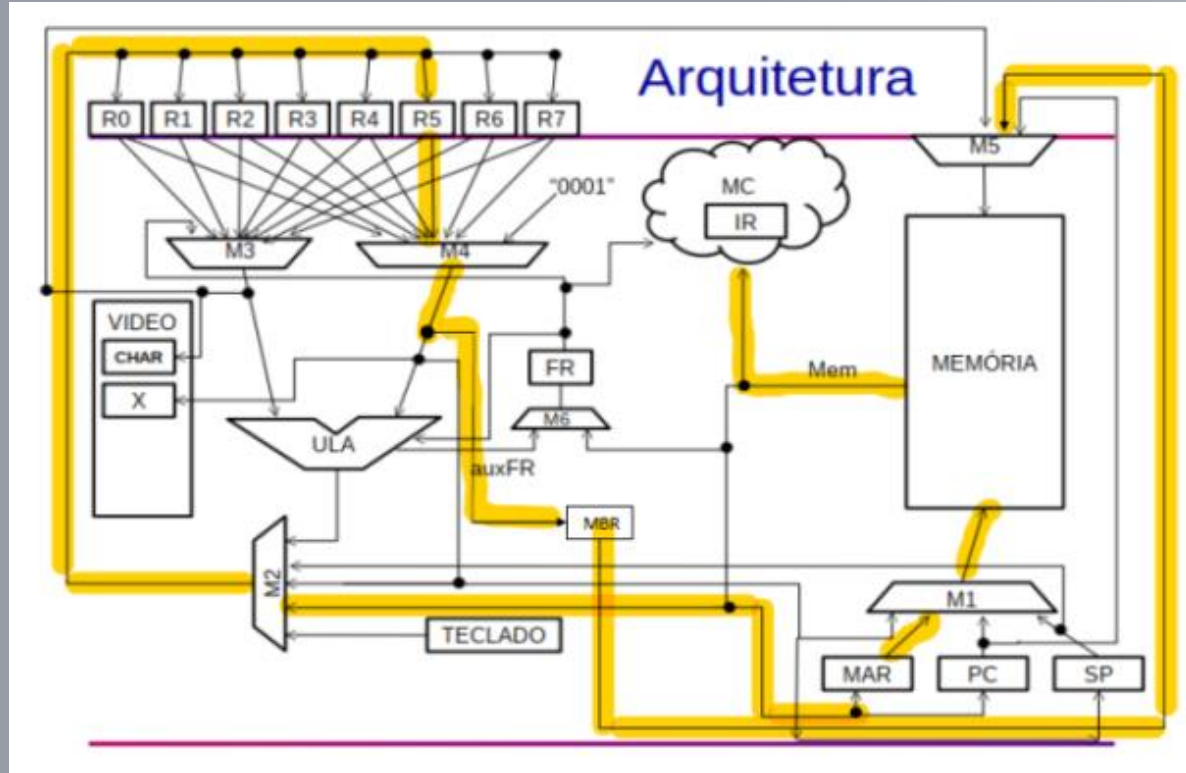 Arquitetura
R0 R1 R2 R3 R4 R5 R6 R7
M5
"0001"
MC
IR
M3
M4
VIDEO
CHAR
X
FR
M6
Mem
MEMÓRIA
ULA
auxFR
MBR
M2
M1
TECLADO
MAR
PC
SP